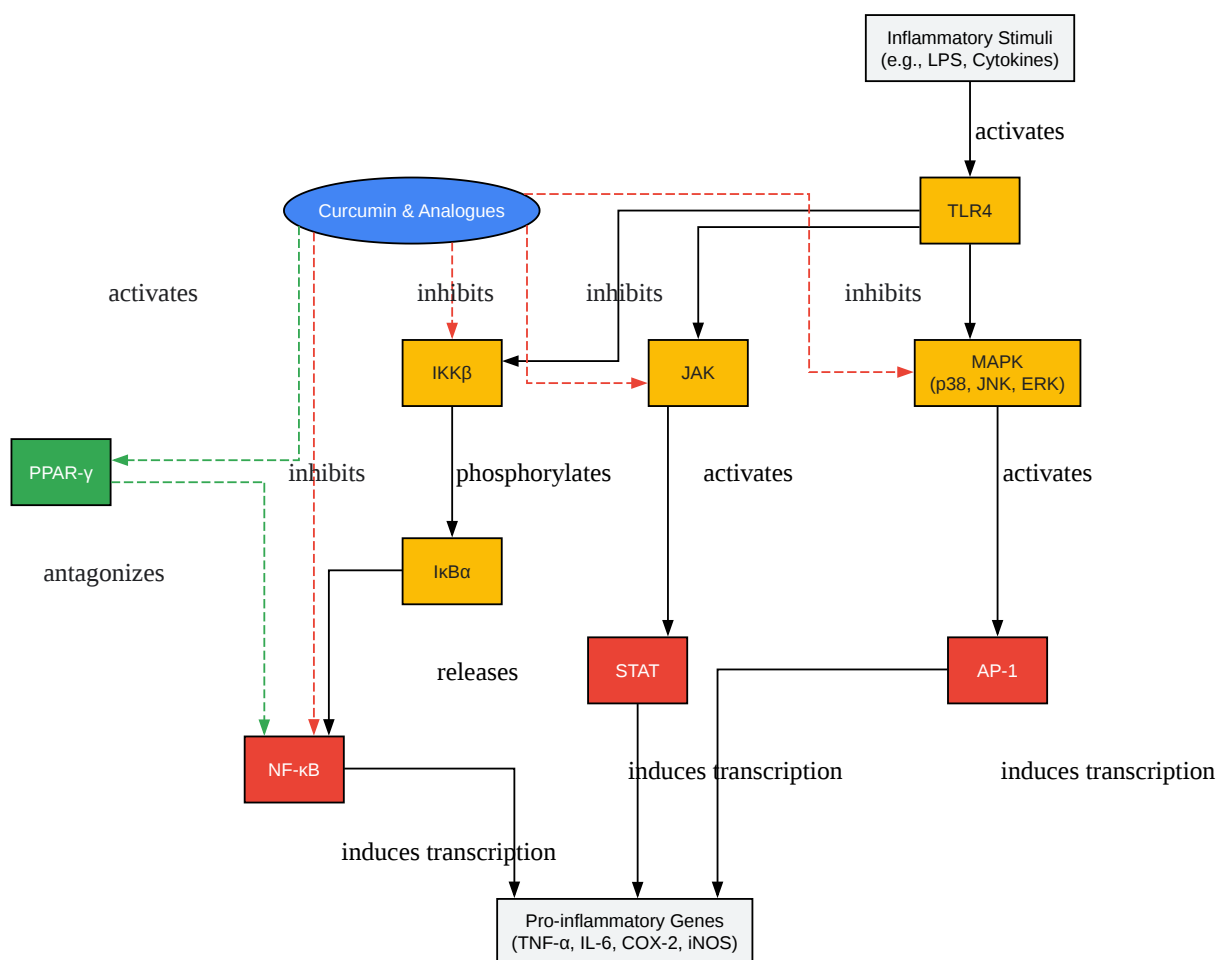 Inflammatory Stimuli
(e.g., LPS, Cytokines)
activates
Curcumin & Analogues
TLR4
activates
inhibits
inhibits
inhibits
IKKβ
JAK
MAPK
(p38, JNK, ERK)
PPAR-γ
inhibits
phosphorylates
activates
activates
antagonizes
IκBα
releases
STAT
AP-1
NF-κB
induces transcription
induces transcription
induces transcription
Pro-inflammatory Genes
(TNF-α, IL-6, COX-2, iNOS)